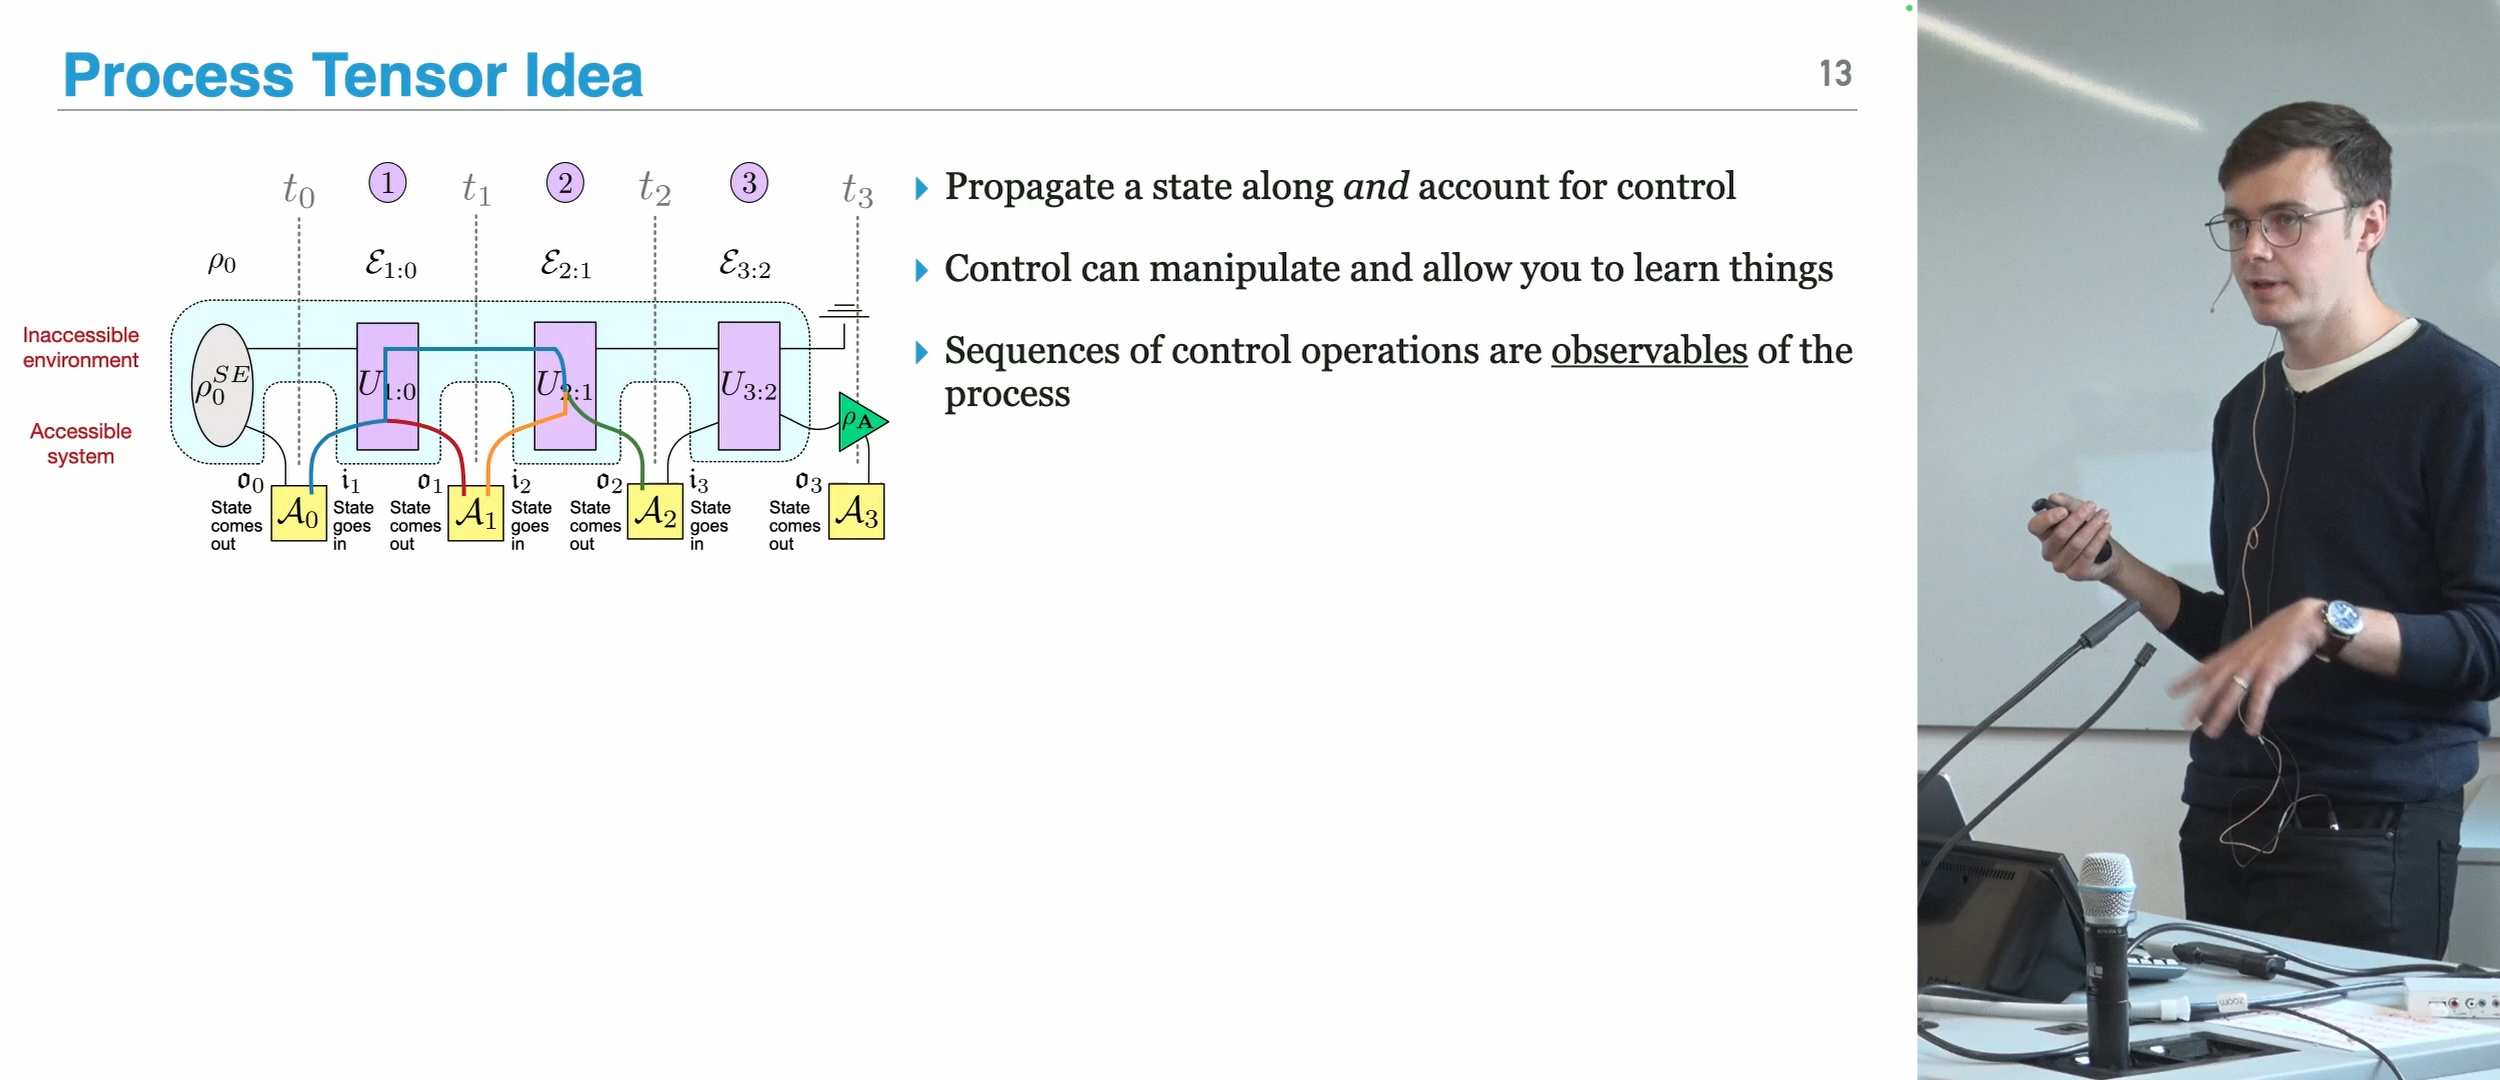 Process Tensor Idea
13
t₀ 1 t₁ 2 t₂ 3 t₃
ρ₀ ℰ₁:₀ ℰ₂:₁ ℰ₃:₂
Inaccessible
environment
Accessible
system
ρ₀ˢᴱ U₁:₀ U₂:₁ U₃:₂ ρ_A
𝔬₀ 𝔦₁ 𝔬₁ 𝔦₂ 𝔬₂ 𝔦₃ 𝔬₃
𝒜₀ 𝒜₁ 𝒜₂ 𝒜₃
State
comes
out
State
goes
in
State
comes
out
State
goes
in
State
comes
out
State
goes
in
State
comes
out
Propagate a state along and account for control
Control can manipulate and allow you to learn things
Sequences of control operations are observables of the
process
zoom